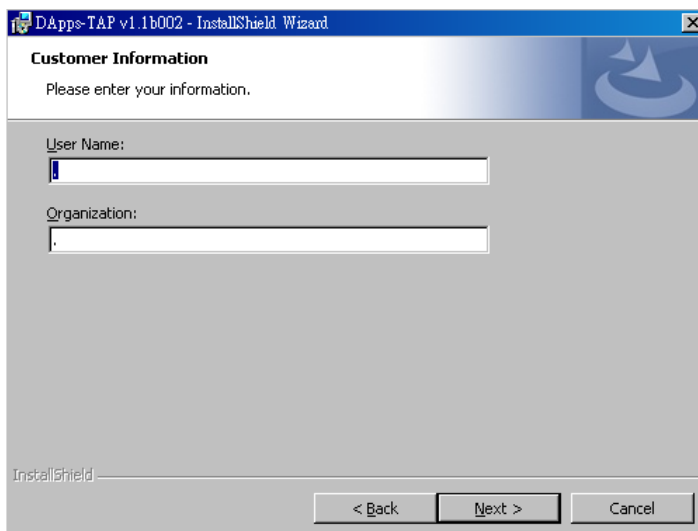 DApps-TAP v1.1b002 - InstallShield Wizard
Customer Information
Please enter your information.
User Name:
.
Organization:
.
InstallShield
< Back
Next >
Cancel